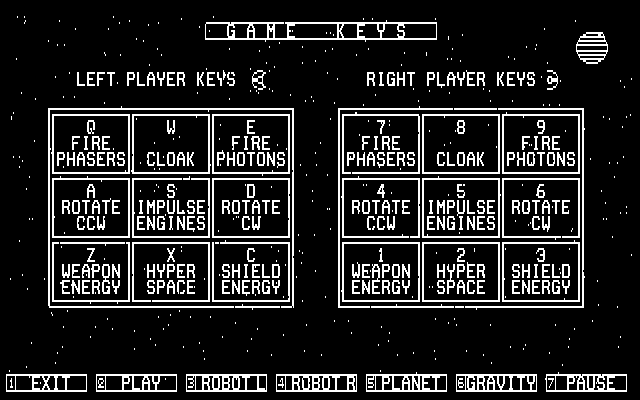 GAME KEYS
LEFT PLAYER KEYS RIGHT PLAYER KEYS
Q W E 7 8 9
FIRE FIRE FIRE FIRE
PHASERS CLOAK PHOTONS PHASERS CLOAK PHOTONS
A S D 4 5 6
ROTATE IMPULSE ROTATE ROTATE IMPULSE ROTATE
CCW ENGINES CW CCW ENGINES CW
Z X C 1 2 3
WEAPON HYPER SHIELD WEAPON HYPER SHIELD
ENERGY SPACE ENERGY ENERGY SPACE ENERGY
1 EXIT 2 PLAY 3 ROBOT L 4 ROBOT R 5 PLANET 6 GRAVITY 7 PAUSE